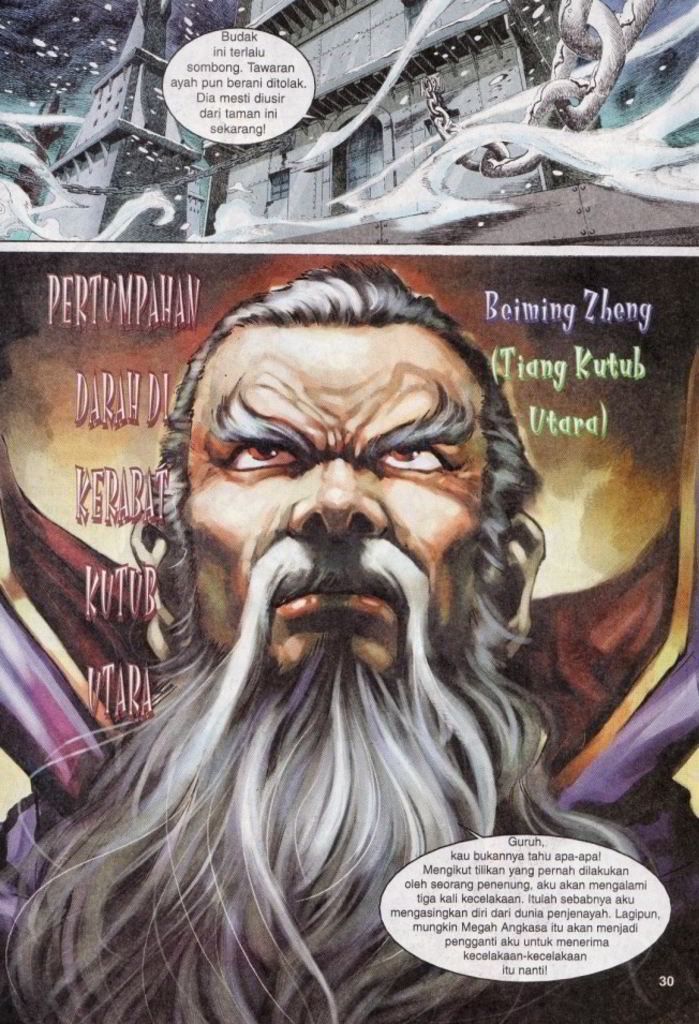 Budak
ini terlalu
sombong. Tawaran
ayah pun berani ditolak.
Dia mesti diusir
dari taman ini
sekarang!
PERTUMPAHAN
DARAH DI
KERABAT
KUTUB
UTARA
Beiming Zheng
(Tiang Kutub
Utara)
Guruh,
kau bukannya tahu apa-apa!
Mengikut tilikan yang pernah dilakukan
oleh seorang penenung, aku akan mengalami
tiga kali kecelakaan. Itulah sebabnya aku
mengasingkan diri dari dunia penjenayah. Lagipun,
mungkin Megah Angkasa itu akan menjadi
pengganti aku untuk menerima
kecelakaan-kecelakaan
itu nanti!
30